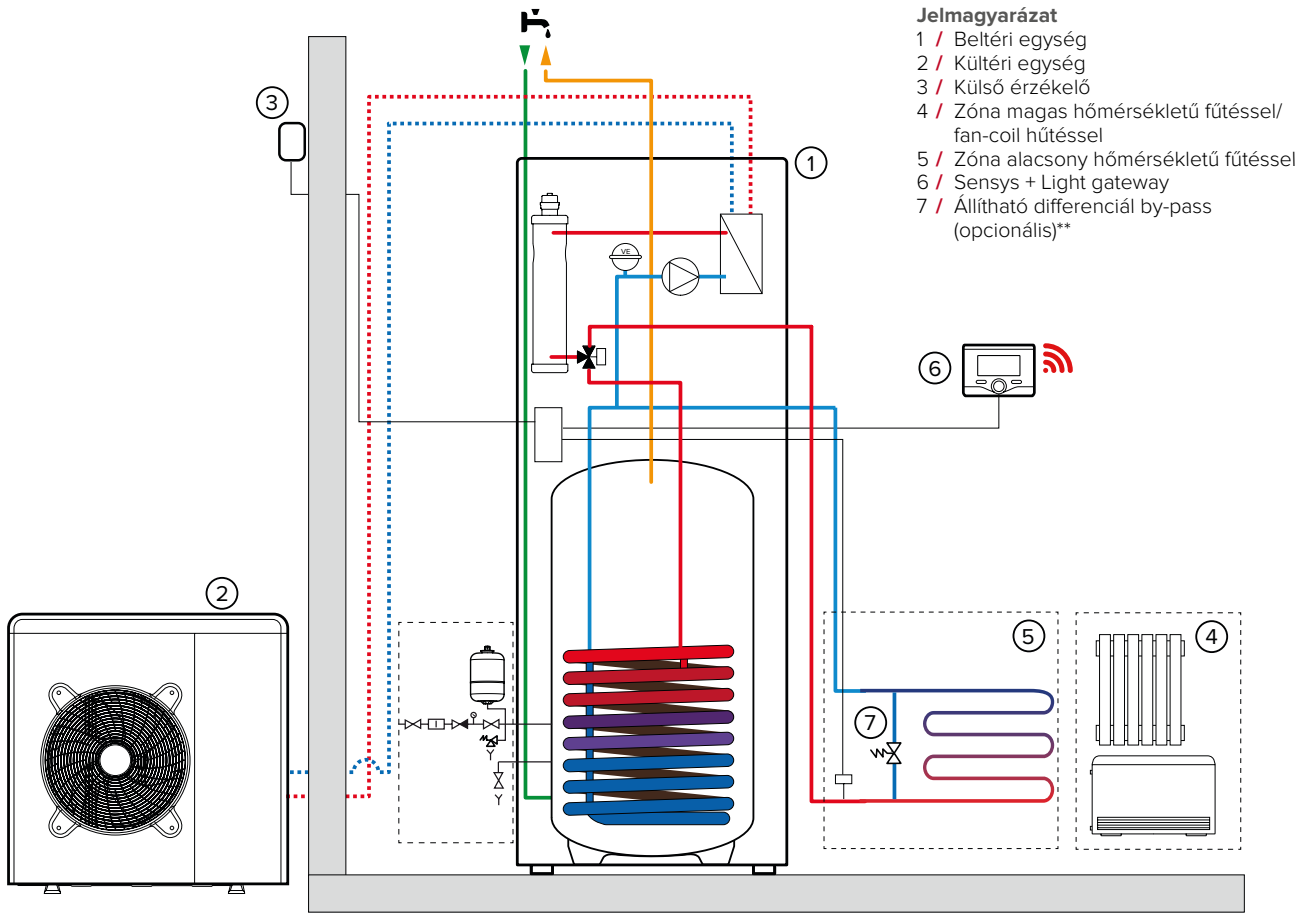 Jelmagyarázat
1 / Beltéri egység
2 / Kültéri egység
3 / Külső érzékelő
4 / Zóna magas hőmérsékletű fűtéssel/
fan-coil hűtéssel
5 / Zóna alacsony hőmérsékletű fűtéssel
6 / Sensys + Light gateway
7 / Állítható differenciál by-pass
(opcionális)**
3
1
VE
6
2
5
4
7